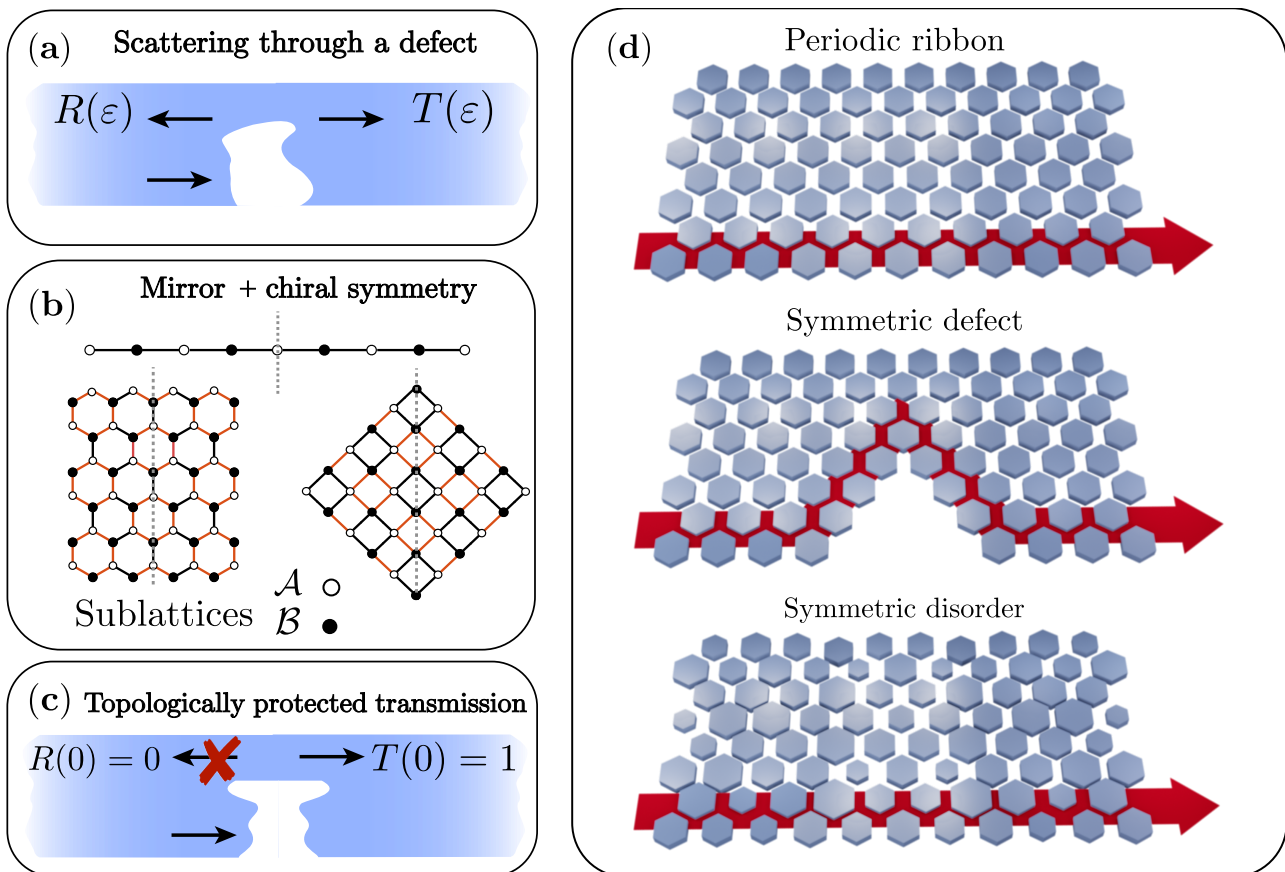 (a)
Scattering through a defect
R(ε)
T(ε)
(b)
Mirror + chiral symmetry
Sublattices
𝒜
ℬ
(c)
Topologically protected transmission
R(0) = 0
T(0) = 1
(d)
Periodic ribbon
Symmetric defect
Symmetric disorder